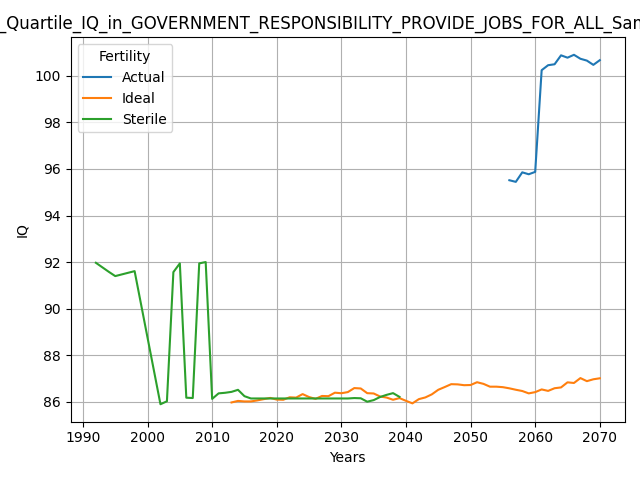 _Quartile_IQ_in_GOVERNMENT_RESPONSIBILITY_PROVIDE_JOBS_FOR_ALL_Sam
Fertility
Actual
Ideal
Sterile
100
98
96
94
92
90
88
86
IQ
1990 2000 2010 2020 2030 2040 2050 2060 2070
Years